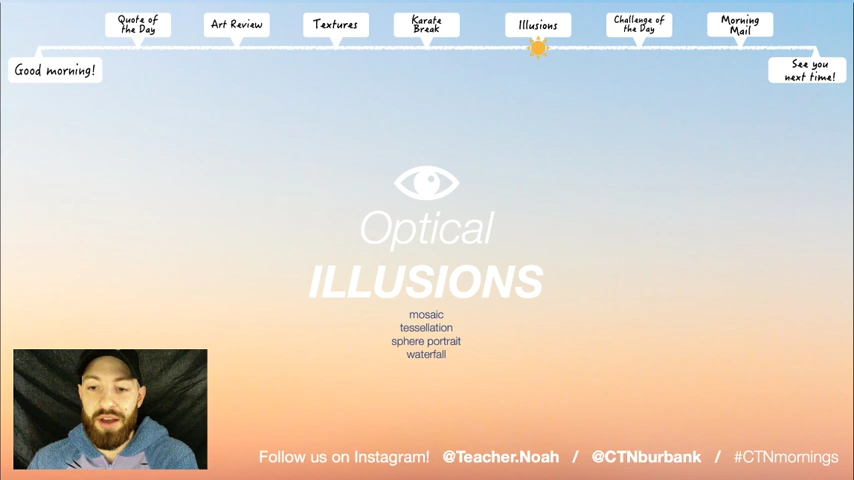 Quote of
the Day
Art Review
Textures
Karate
Break
Illusions
Challenge of
the Day
Morning
Mail
Good morning!
See you
next time!
Optical
ILLUSIONS
mosaic
tessellation
sphere portrait
waterfall
Follow us on Instagram! @Teacher.Noah / @CTNburbank / #CTNmornings